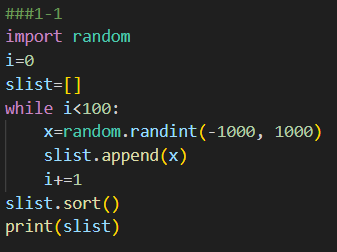 ###1-1
import random
i=0
slist=[]
while i<100:
    x=random.randint(-1000, 1000)
    slist.append(x)
    i+=1
slist.sort()
print(slist)